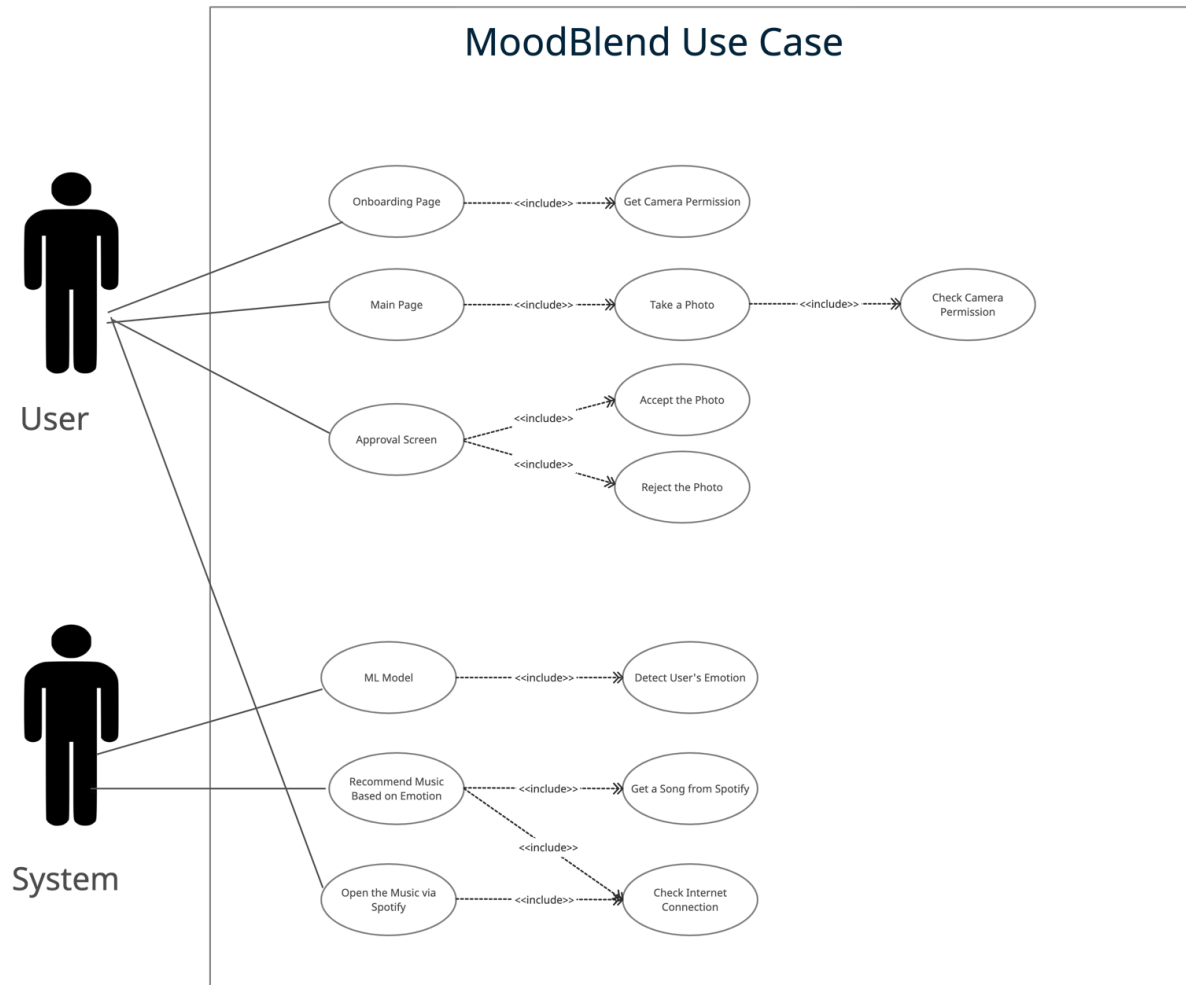 MoodBlend Use Case
Onboarding Page
<<include>>
Get Camera Permission
Main Page
<<include>>
Take a Photo
<<include>>
Check Camera
Permission
User
Approval Screen
<<include>>
Accept the Photo
<<include>>
Reject the Photo
ML Model
<<include>>
Detect User's Emotion
Recommend Music
Based on Emotion
<<include>>
Get a Song from Spotify
<<include>>
System
Open the Music via
Spotify
<<include>>
Check Internet
Connection